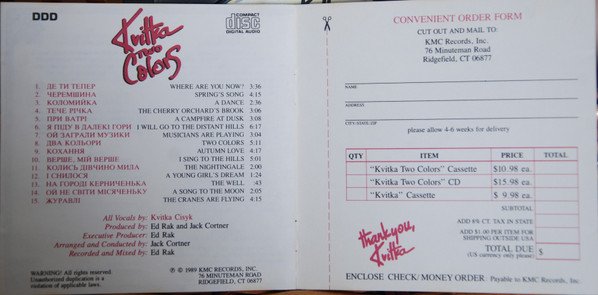 DDD
Kvitka
Two
Colors
COMPACT
disc
DIGITAL AUDIO
1. ДЕ ТИ ТЕПЕР WHERE ARE YOU NOW? 3:36
2. ЧЕРЕМШИНА SPRING'S SONG 4:15
3. КОЛОМИЙКА A DANCE 2:36
4. ТЕЧЕ РІЧКА THE CHERRY ORCHARD'S BROOK 3:06
5. ПРИ ВАТРІ A CAMPFIRE AT DUSK 3:08
6. Я ПІДУ В ДАЛЕКІ ГОРИ I WILL GO TO THE DISTANT HILLS 6:17
7. ОЙ ЗАГРАЛИ МУЗИКИ MUSICIANS ARE PLAYING 3:04
8. ДВА КОЛЬОРИ TWO COLORS 5:11
9. КОХАННЯ AUTUMN LOVE 4:17
10. ВЕРШЕ, МІЙ ВЕРШЕ I SING TO THE HILLS 5:01
11. КОЛИСЬ ДІВЧИНО МИЛА THE NIGHTINGALE 2:00
12. І СНИЛОСЯ A YOUNG GIRL'S DREAM 1:24
13. НА ГОРОДІ КЕРНИЧЕНЬКА THE WELL :43
14. ОЙ НЕ СВІТИ МІСЯЧЕНЬКУ A SONG TO THE MOON 2:05
15. ЖУРАВЛІ THE CRANES ARE FLYING 4:15
All Vocals by: Kvitka Cisyk
Produced by: Ed Rak and Jack Cortner
Executive Producer: Ed Rak
Arranged and Conducted by: Jack Cortner
Recorded and Mixed by: Ed Rak
WARNING! All rights reserved.
Unauthorized duplication is a
violation of applicable laws.
℗ © 1989 KMC RECORDS, INC.
76 MINUTEMAN ROAD
RIDGEFIELD, CT 06877
CONVENIENT ORDER FORM
CUT OUT AND MAIL TO:
KMC Records, Inc.
76 Minuteman Road
Ridgefield, CT 06877
NAME
ADDRESS
CITY-STATE-ZIP
please allow 4-6 weeks for delivery
QTY ITEM PRICE TOTAL
"Kvitka Two Colors" Cassette $10.98 ea.
"Kvitka Two Colors" CD $15.98 ea.
"Kvitka" Cassette $ 9.98 ea.
SUBTOTAL
ADD 8% CT. TAX IN STATE
ADD $1.00 PER ITEM FOR
SHIPPING OUTSIDE USA
TOTAL DUE $
(US currency only please)
thank you,
Kvitka
ENCLOSE CHECK/MONEY ORDER Payable to KMC Records, Inc.